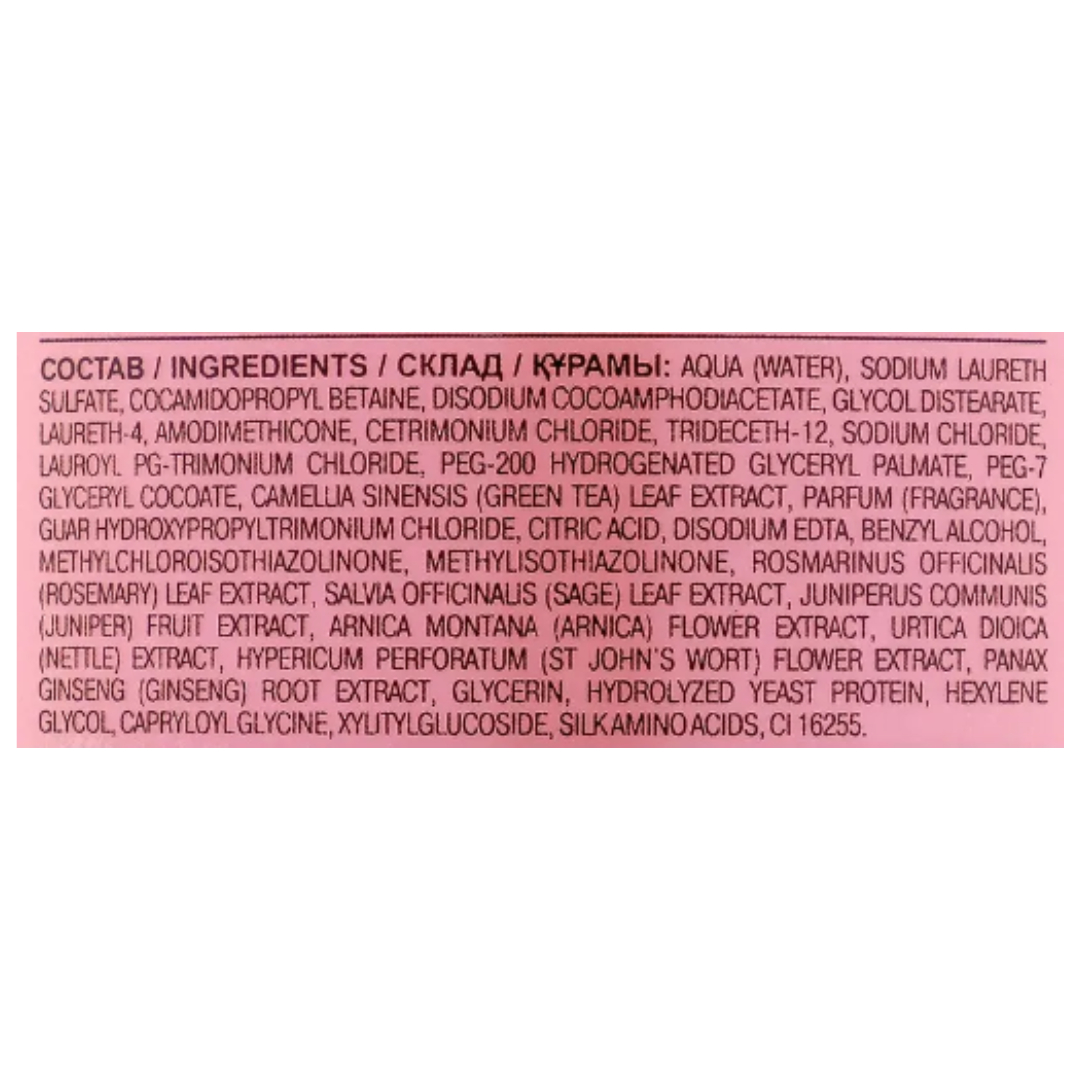 СОСТАВ / INGREDIENTS / СКЛАД / ҚҰРАМЫ: AQUA (WATER), SODIUM LAURETH
SULFATE, COCAMIDOPROPYL BETAINE, DISODIUM COCOAMPHODIACETATE, GLYCOL DISTEARATE,
LAURETH-4, AMODIMETHICONE, CETRIMONIUM CHLORIDE, TRIDECETH-12, SODIUM CHLORIDE,
LAUROYL PG-TRIMONIUM CHLORIDE, PEG-200 HYDROGENATED GLYCERYL PALMATE, PEG-7
GLYCERYL COCOATE, CAMELLIA SINENSIS (GREEN TEA) LEAF EXTRACT, PARFUM (FRAGRANCE),
GUAR HYDROXYPROPYLTRIMONIUM CHLORIDE, CITRIC ACID, DISODIUM EDTA, BENZYL ALCOHOL,
METHYLCHLOROISOTHIAZOLINONE, METHYLISOTHIAZOLINONE, ROSMARINUS OFFICINALIS
(ROSEMARY) LEAF EXTRACT, SALVIA OFFICINALIS (SAGE) LEAF EXTRACT, JUNIPERUS COMMUNIS
(JUNIPER) FRUIT EXTRACT, ARNICA MONTANA (ARNICA) FLOWER EXTRACT, URTICA DIOICA
(NETTLE) EXTRACT, HYPERICUM PERFORATUM (ST JOHN'S WORT) FLOWER EXTRACT, PANAX
GINSENG (GINSENG) ROOT EXTRACT, GLYCERIN, HYDROLYZED YEAST PROTEIN, HEXYLENE
GLYCOL, CAPRYLOYL GLYCINE, XYLITYLGLUCOSIDE, SILK AMINO ACIDS, CI 16255.